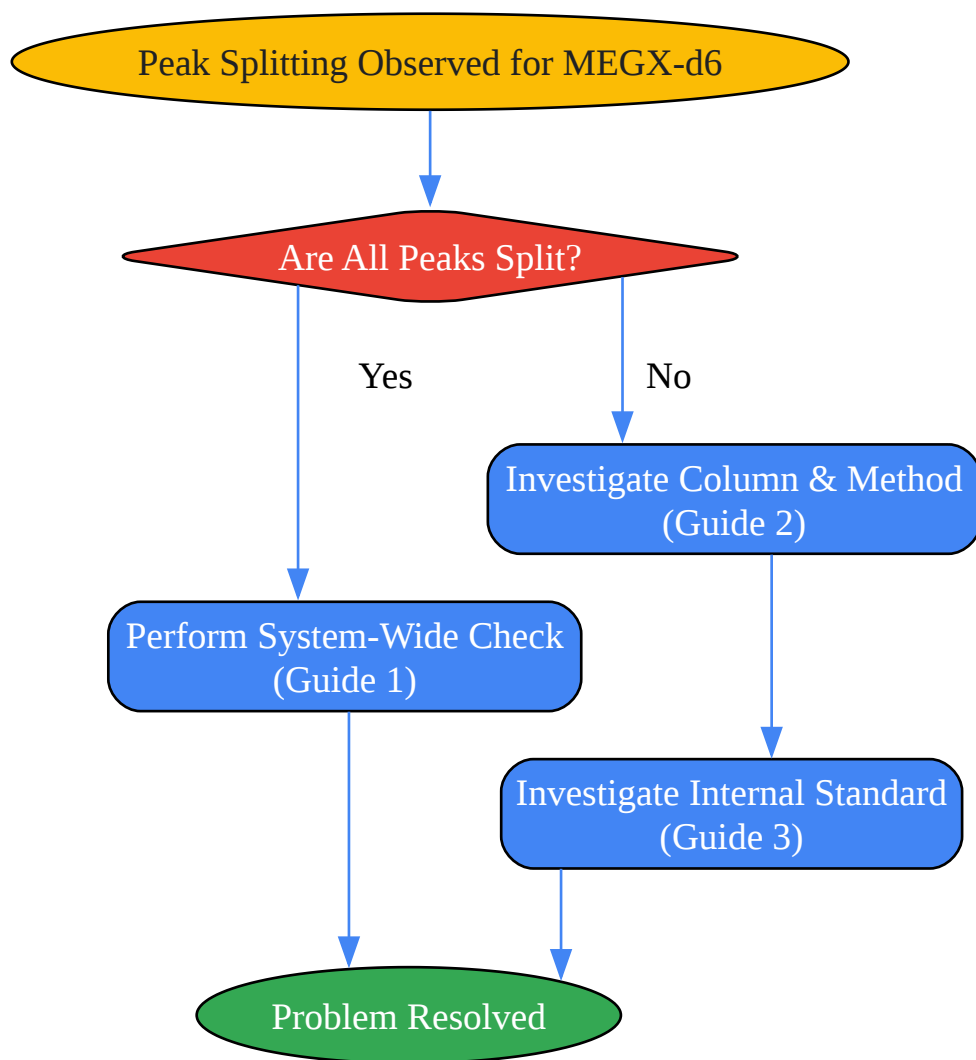 Peak Splitting Observed for MEGX-d6
Are All Peaks Split?
Yes
No
Investigate Column & Method
(Guide 2)
Perform System-Wide Check
(Guide 1)
Investigate Internal Standard
(Guide 3)
Problem Resolved